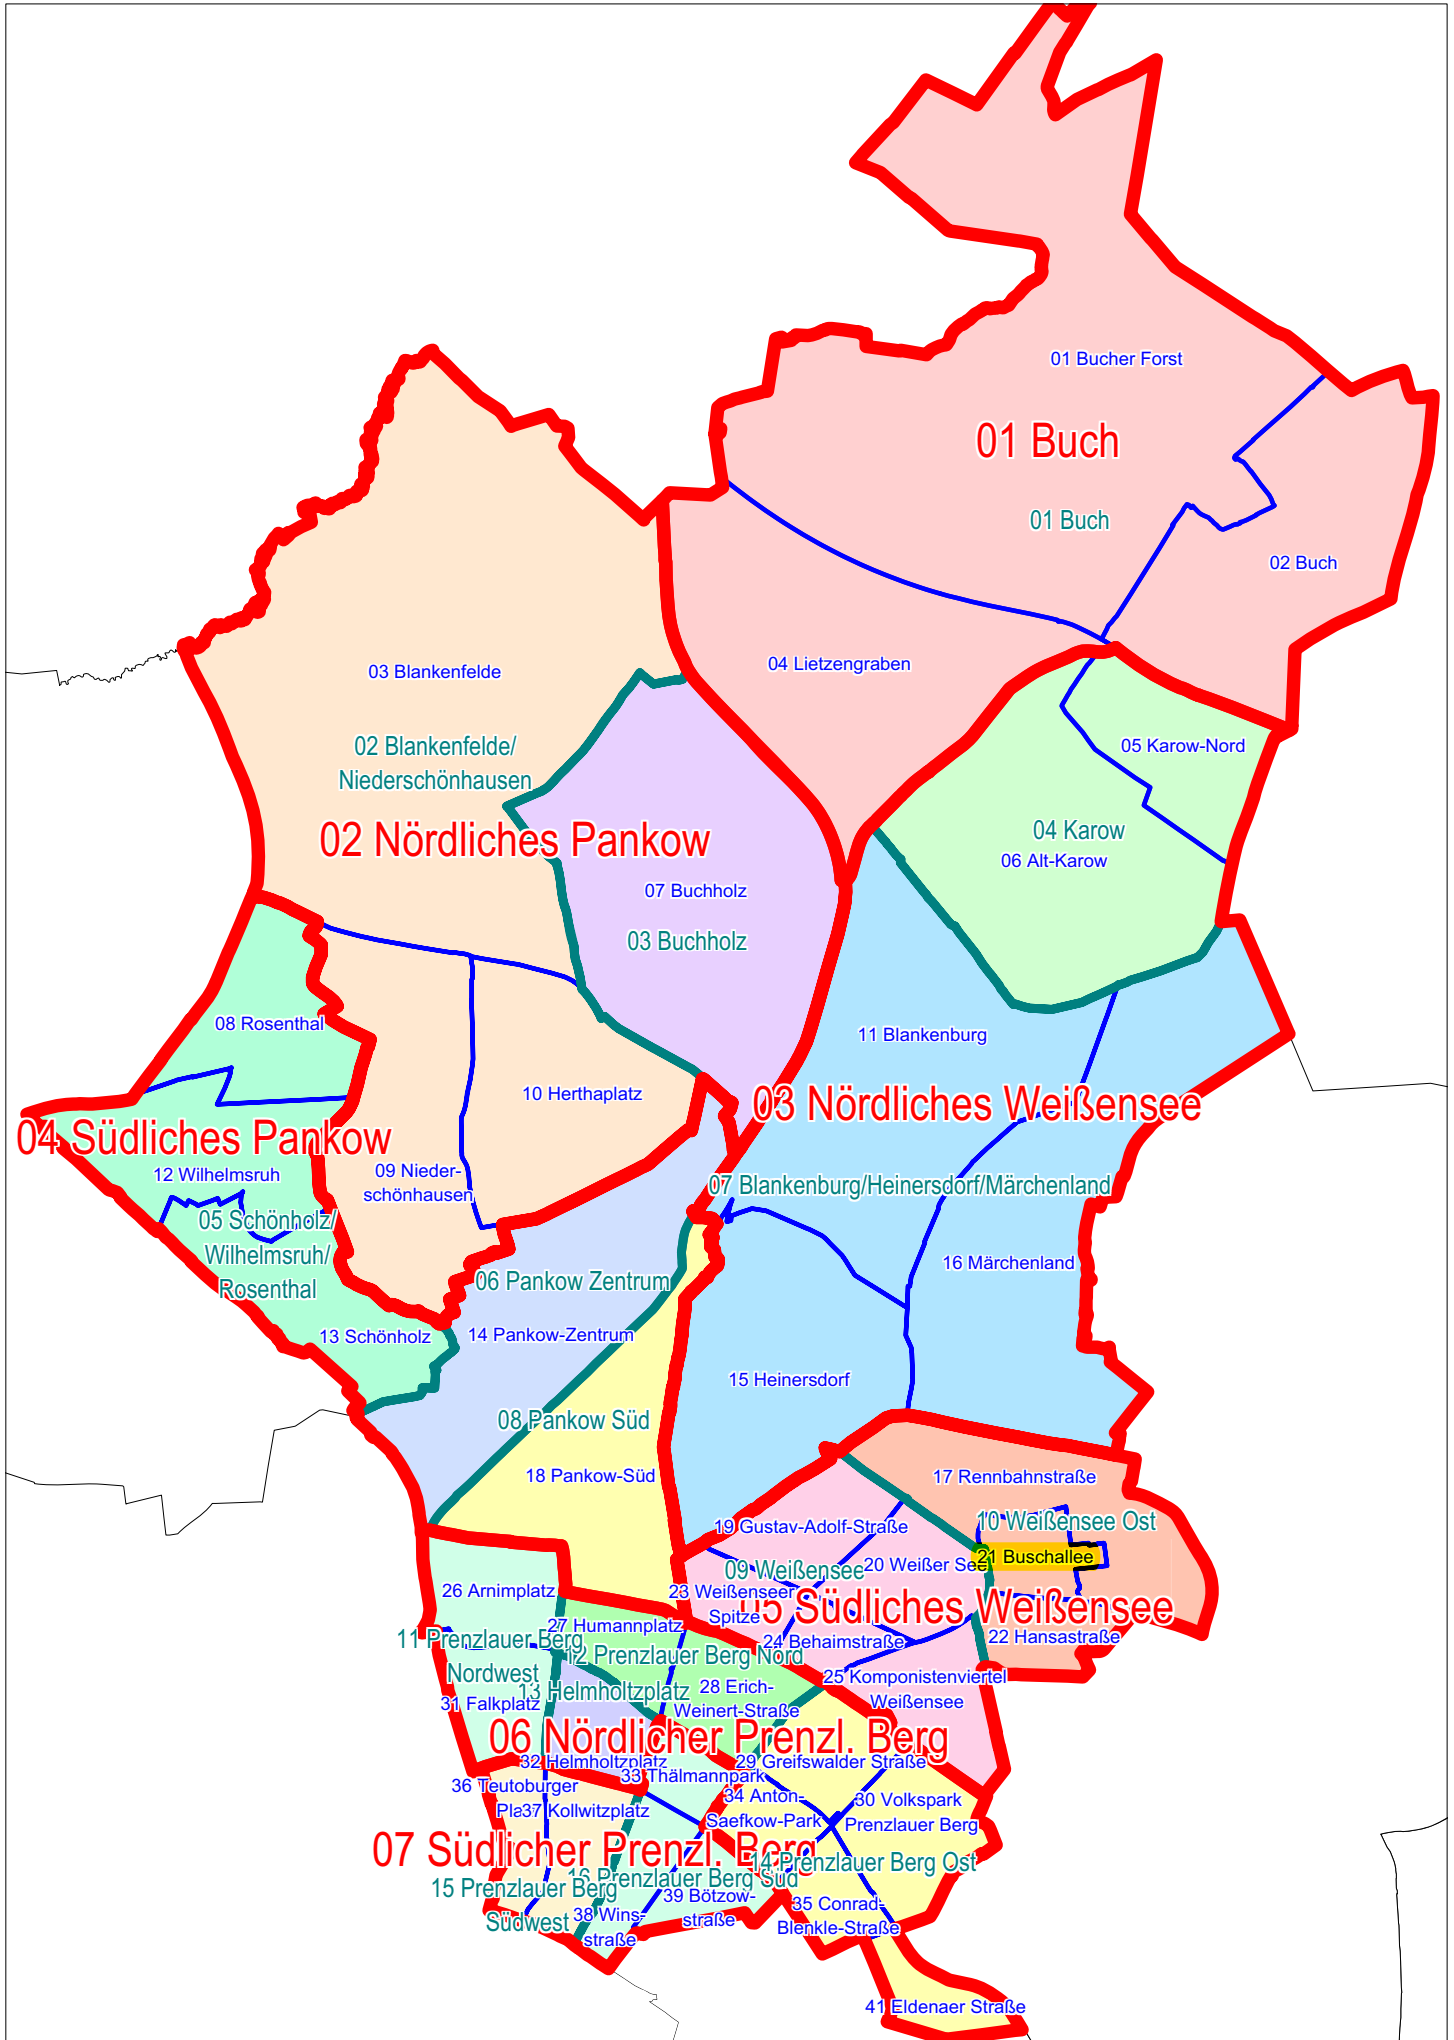 01 Bucher Forst
01 Buch
01 Buch
02 Buch
04 Lietzengraben
03 Blankenfelde
02 Blankenfelde/
Niederschönhausen
02 Nördliches Pankow
05 Karow-Nord
04 Karow
06 Alt-Karow
07 Buchholz
03 Buchholz
08 Rosenthal
11 Blankenburg
10 Herthaplatz
03 Nördliches Weißensee
04 Südliches Pankow
12 Wilhelmsruh
09 Nieder-
schönhausen
07 Blankenburg/Heinersdorf/Märchenland
05 Schönholz/
Wilhelmsruh/
Rosenthal
16 Märchenland
06 Pankow Zentrum
13 Schönholz
14 Pankow-Zentrum
15 Heinersdorf
08 Pankow Süd
18 Pankow-Süd
17 Rennbahnstraße
19 Gustav-Adolf-Straße
10 Weißensee Ost
21 Buschallee
20 Weißer See
09 Weißensee
26 Arnimplatz
23 Weißenseer
Spitze
05 Südliches Weißensee
27 Humannplatz
22 Hansastraße
24 Behaimstraße
11 Prenzlauer Berg
Nordwest
12 Prenzlauer Berg Nord
25 Komponistenviertel
Weißensee
13 Helmholtzplatz
28 Erich-
Weinert-Straße
31 Falkplatz
06 Nördlicher Prenzl. Berg
32 Helmholtzplatz
29 Greifswalder Straße
33 Thälmannpark
36 Teutoburger
Pla
37 Kollwitzplatz
34 Anton-
Saefkow-Park
30 Volkspark
Prenzlauer Berg
07 Südlicher Prenzl. Berg
14 Prenzlauer Berg Ost
16 Prenzlauer Berg Süd
15 Prenzlauer Berg
Südwest
39 Bötzow-
straße
38 Wins-
straße
35 Conrad-
Blenkle-Straße
41 Eldenaer Straße